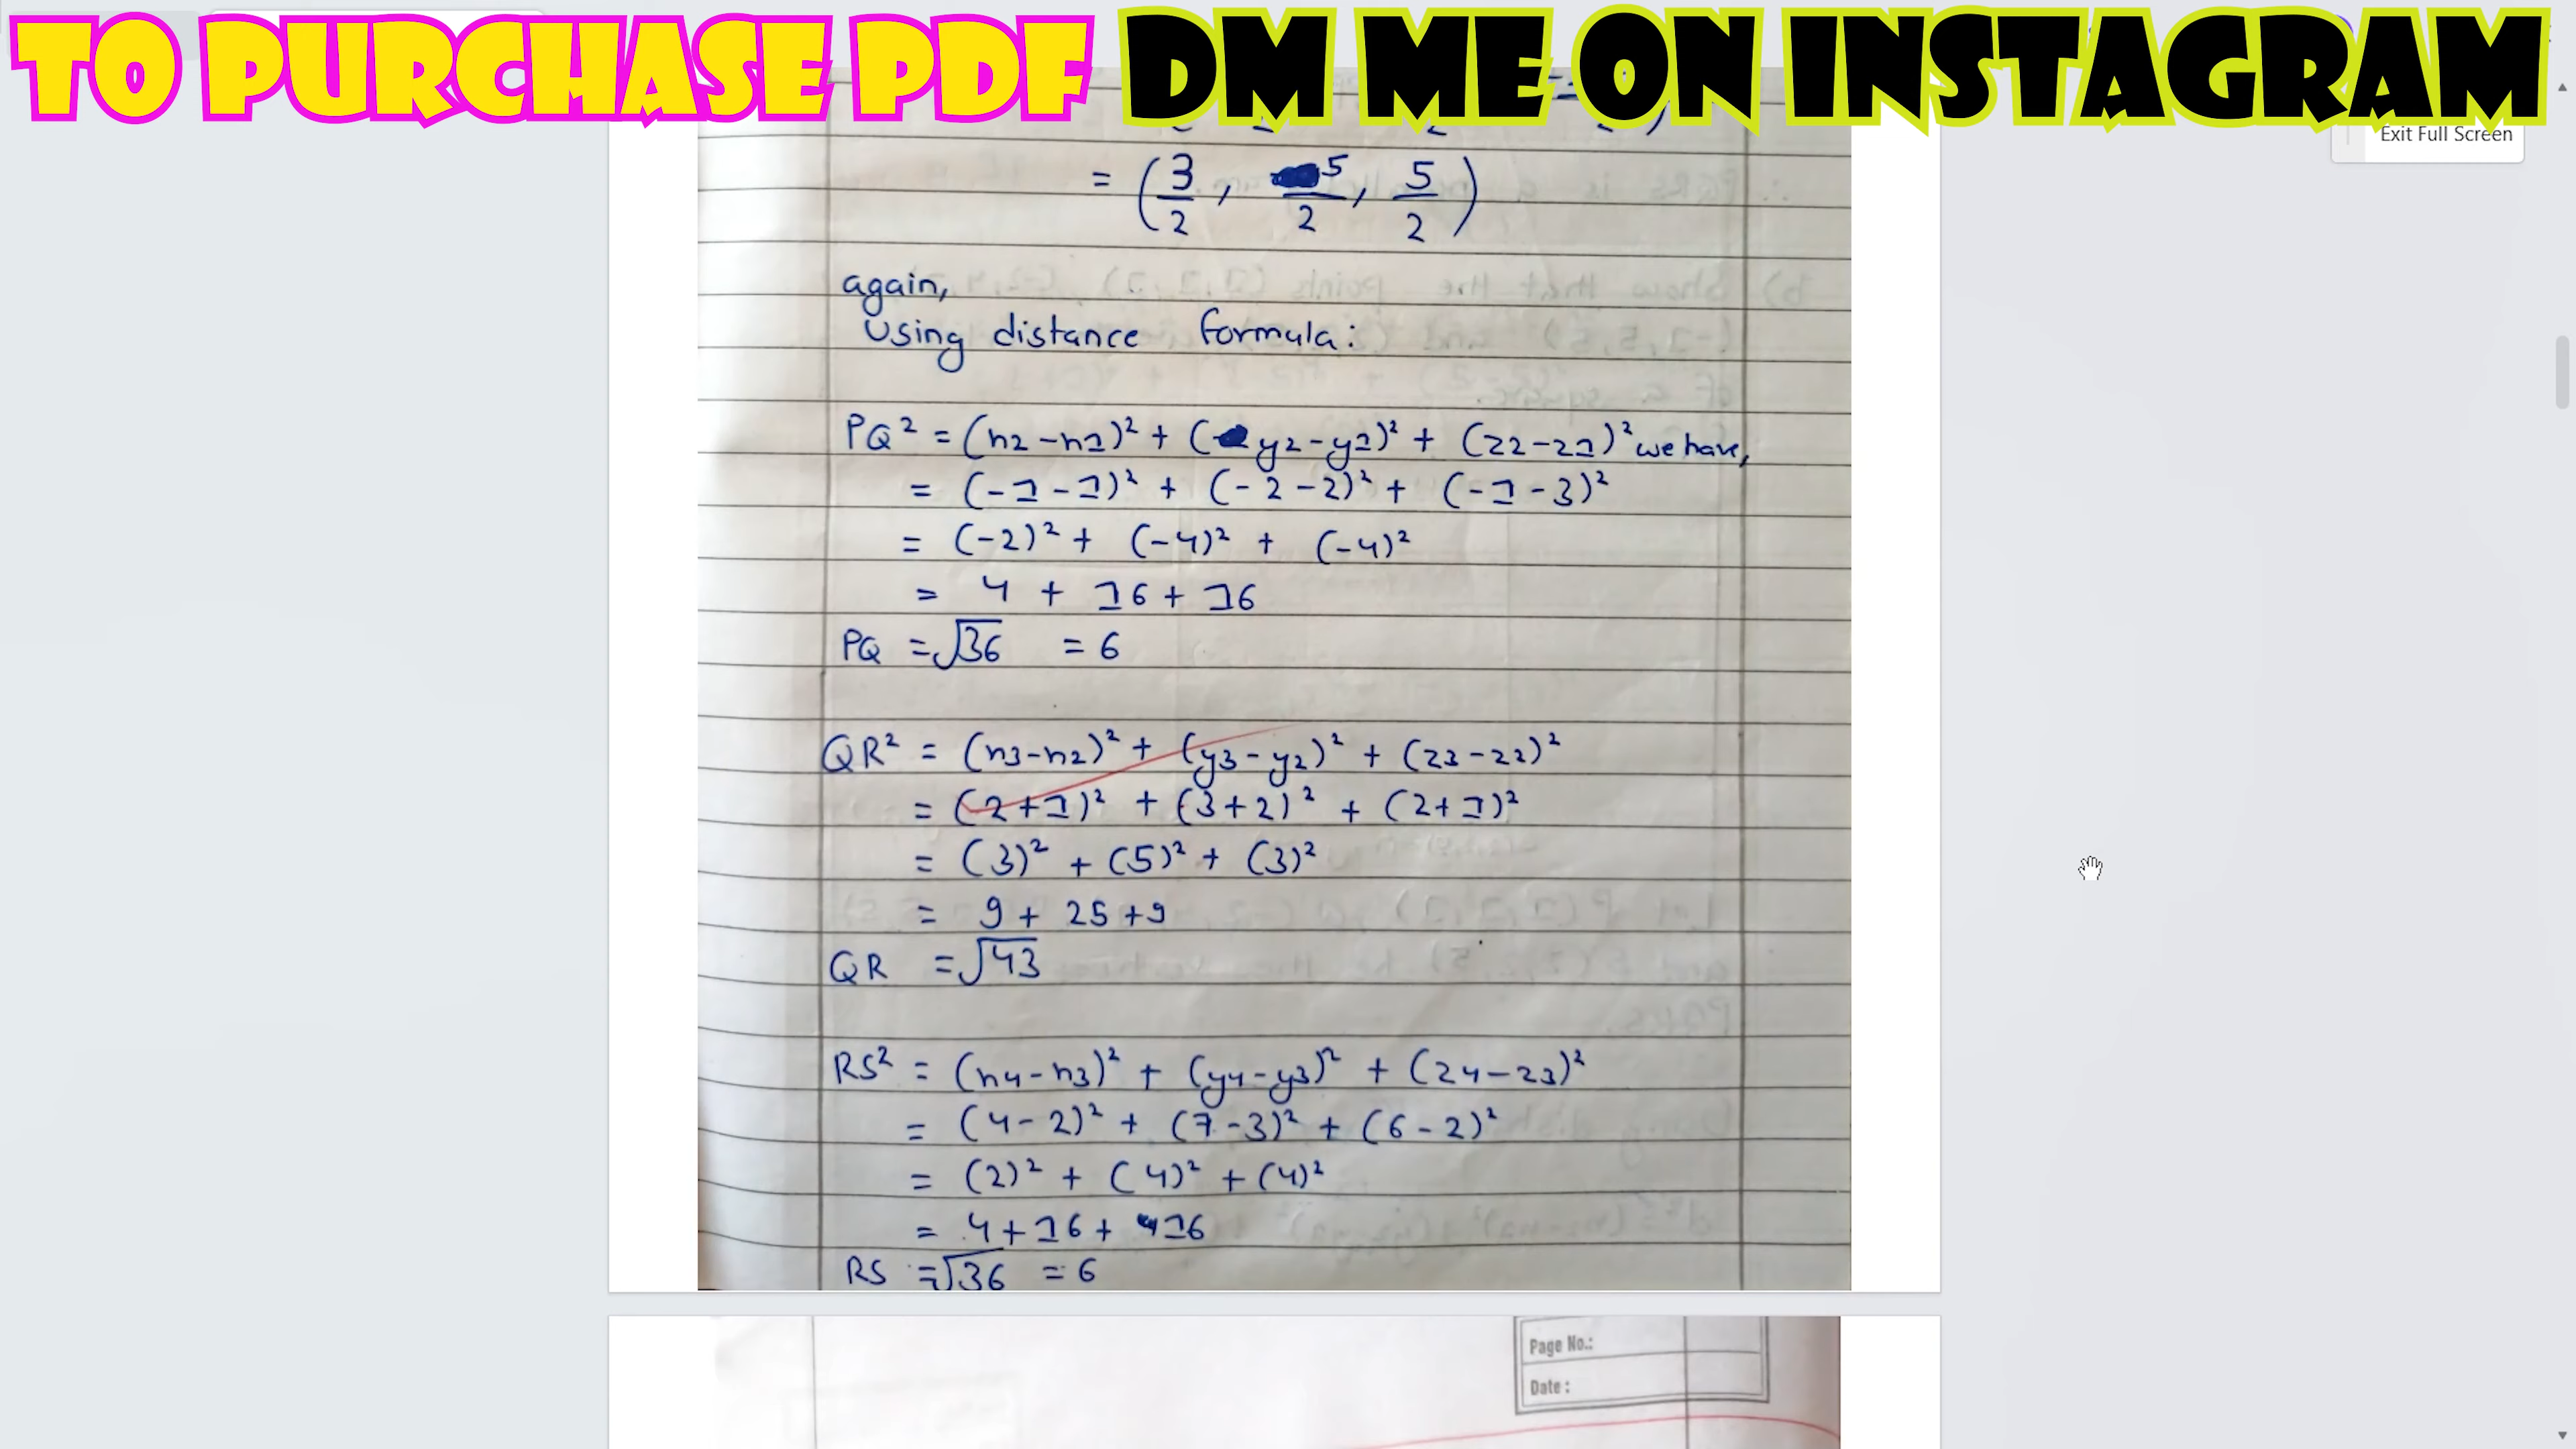 TO PURCHASE PDF DM ME ON INSTAGRAM
Exit Full Screen
= (3/2, 5/2, 5/2)
again,
Using distance formula:
PQ² = (x2 - x1)² + (y2 - y1)² + (z2 - z1)² we have,
= (-1 - 1)² + (-2 - 2)² + (-1 - 3)²
= (-2)² + (-4)² + (-4)²
= 4 + 16 + 16
PQ = √36 = 6
QR² = (x3 - x2)² + (y3 - y2)² + (z3 - z2)²
= (2 + 1)² + (3 + 2)² + (2 + 1)²
= (3)² + (5)² + (3)²
= 9 + 25 + 9
QR = √43
RS² = (x4 - x3)² + (y4 - y3)² + (z4 - z3)²
= (4 - 2)² + (7 - 3)² + (6 - 2)²
= (2)² + (4)² + (4)²
= 4 + 16 + 16
RS = √36 = 6
Page No.:
Date :